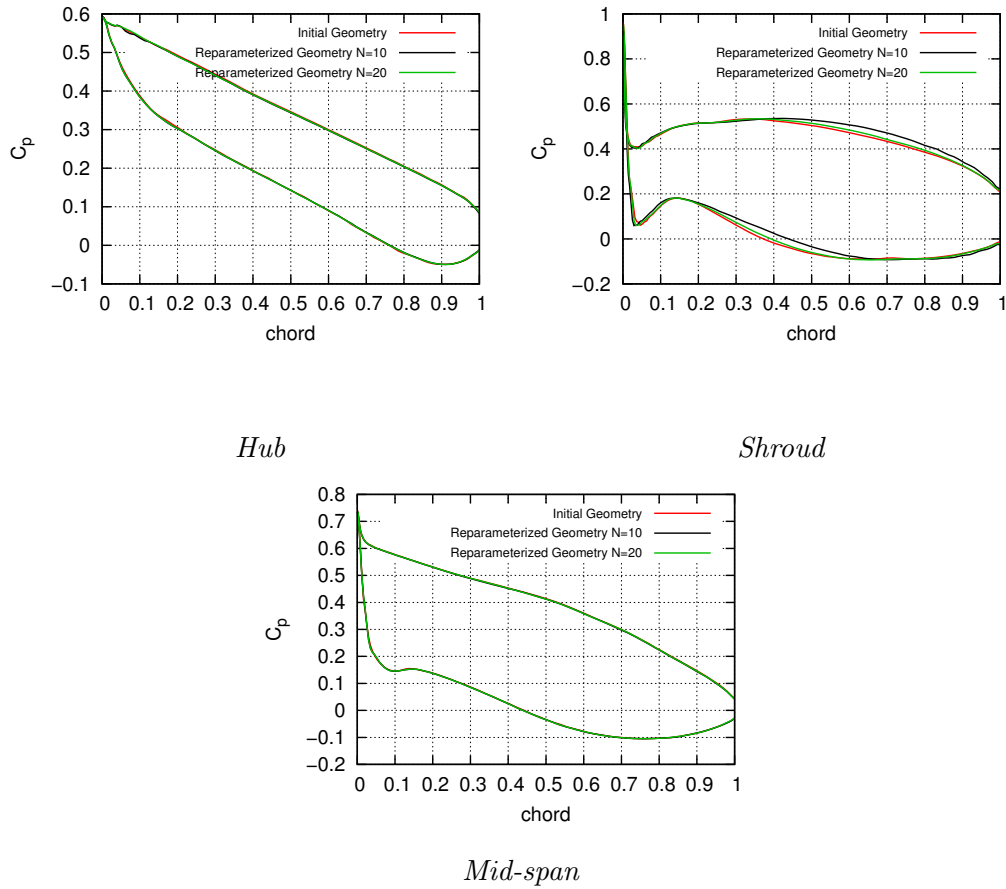 0.6
0.5
0.4
0.3
0.2
0.1
0
−0.1
Cp
0 0.1 0.2 0.3 0.4 0.5 0.6 0.7 0.8 0.9 1
chord
Initial Geometry
Reparameterized Geometry N=10
Reparameterized Geometry N=20
Hub
1
0.8
0.6
0.4
0.2
0
−0.2
Cp
0 0.1 0.2 0.3 0.4 0.5 0.6 0.7 0.8 0.9 1
chord
Initial Geometry
Reparameterized Geometry N=10
Reparameterized Geometry N=20
Shroud
0.8
0.7
0.6
0.5
0.4
0.3
0.2
0.1
0
−0.1
−0.2
Cp
0 0.1 0.2 0.3 0.4 0.5 0.6 0.7 0.8 0.9 1
chord
Initial Geometry
Reparameterized Geometry N=10
Reparameterized Geometry N=20
Mid-span